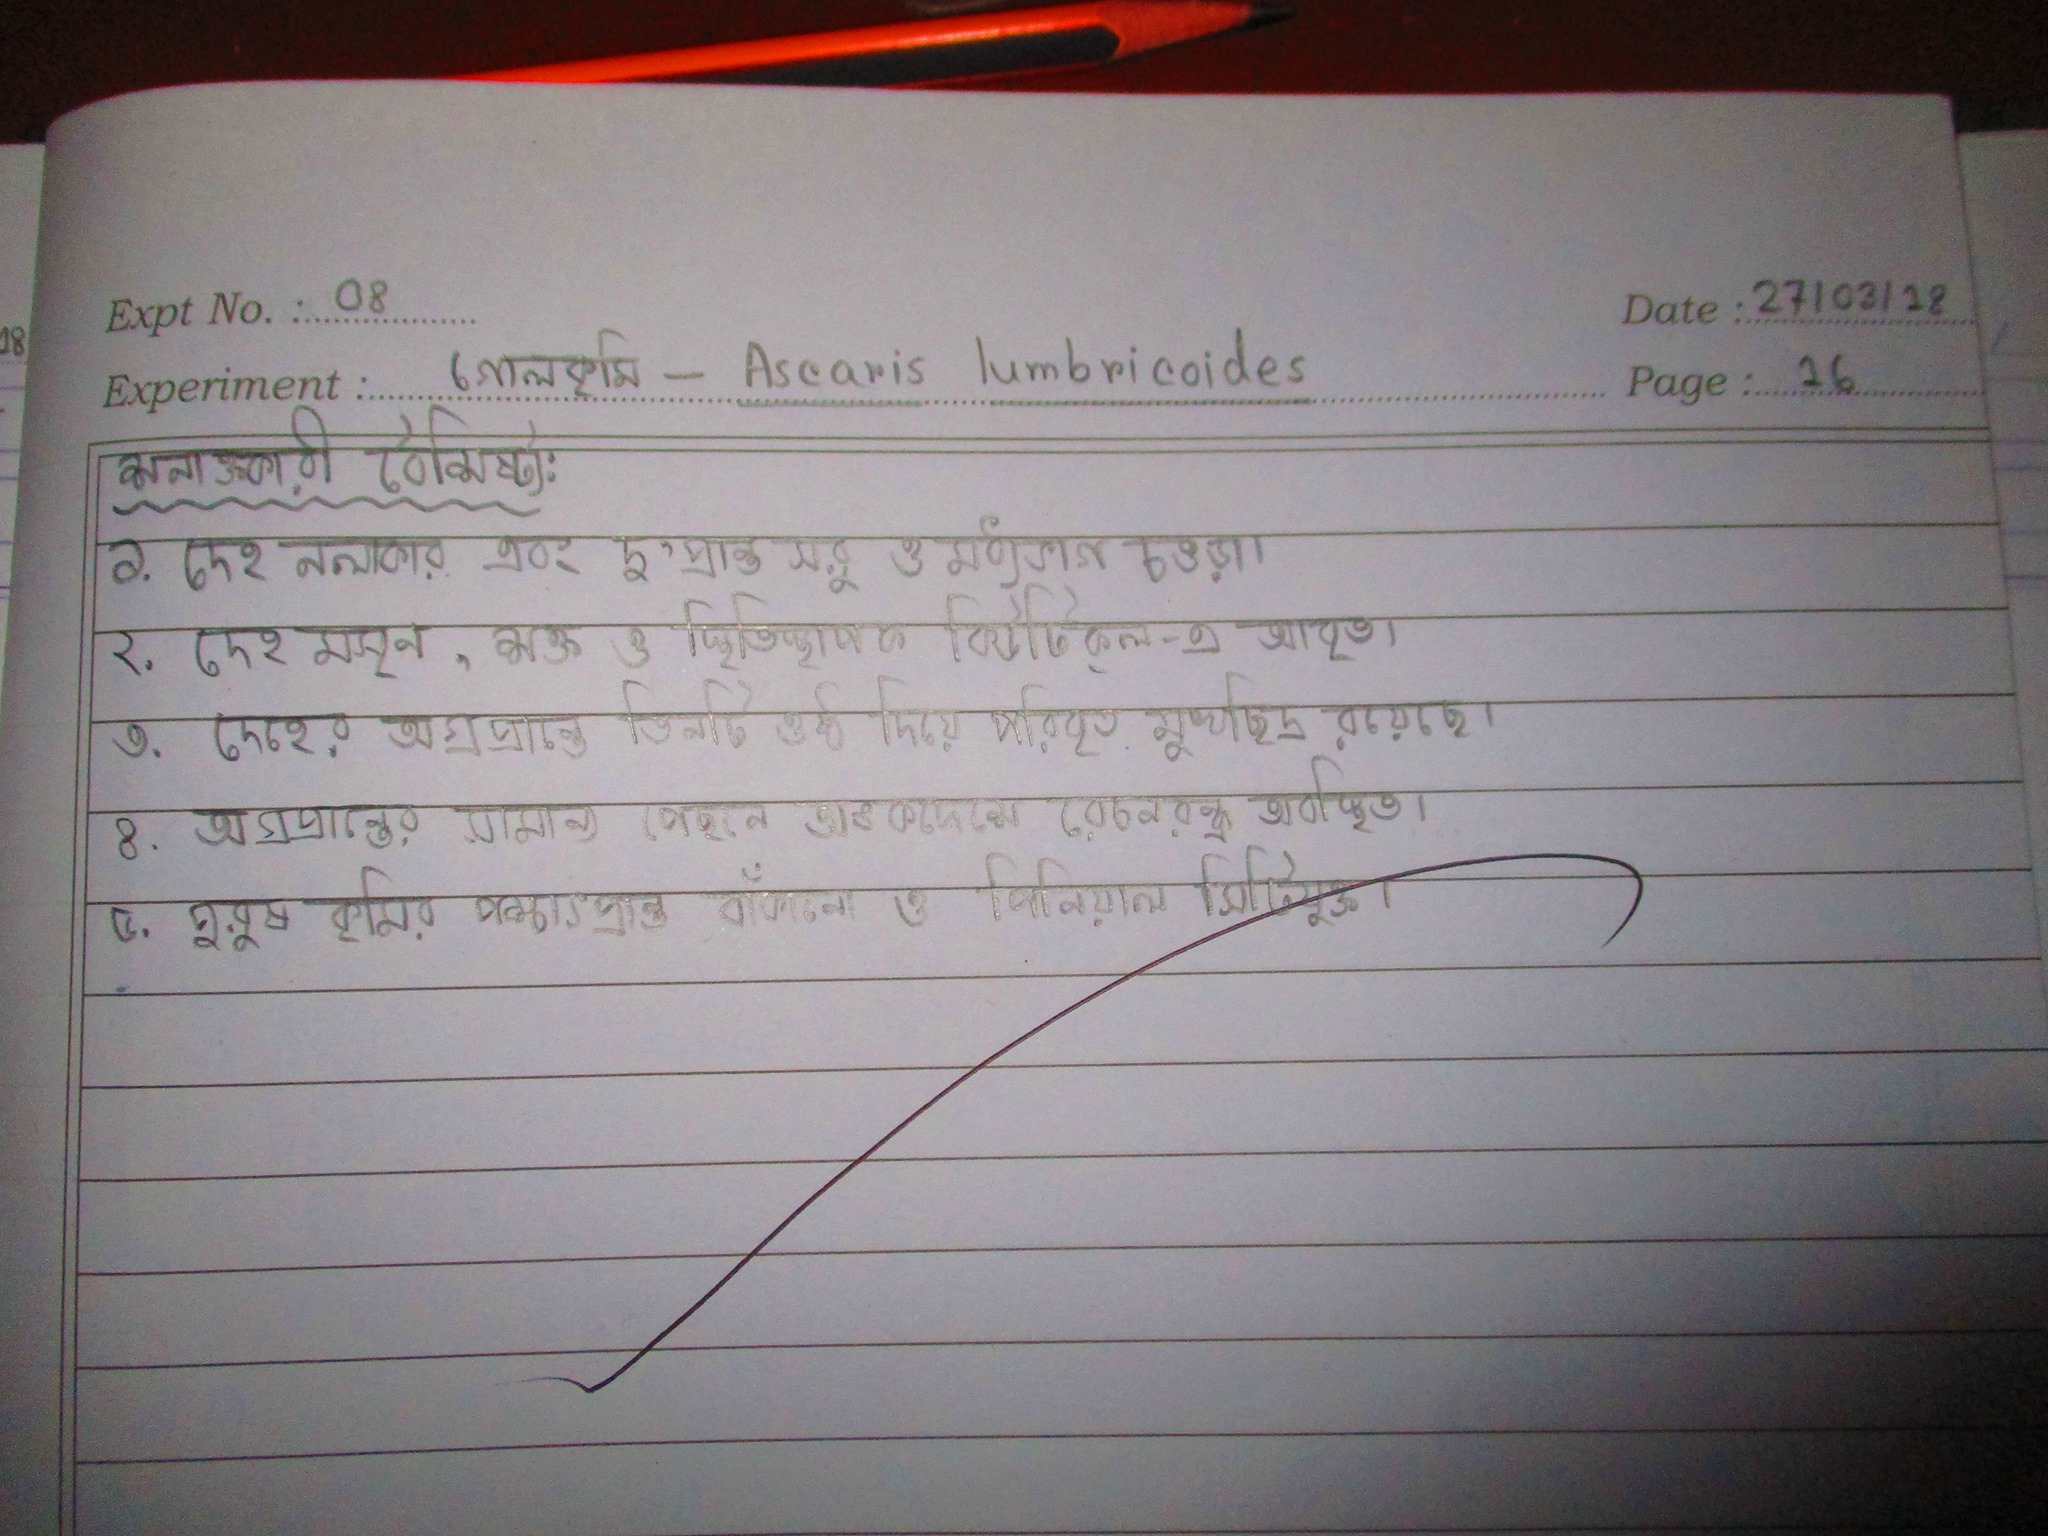 Expt No. : 08
Date : 27/03/18
Experiment : গোলকৃমি - Ascaris lumbricoides
Page : 16
18
শনাক্তকারী বৈশিষ্ট্য:
১. দেহ নলাকার এবং দু'প্রান্ত সরু ও মধ্যভাগ চওড়া।
২. দেহ মসৃন, শক্ত ও স্থিতিস্থাপক কিউটিকল-এ আবৃত।
৩. দেহের অগ্রপ্রান্তে তিনটি ওষ্ঠ দিয়ে পরিবৃত মুখছিদ্র রয়েছে।
৪. অগ্রপ্রান্তের সামান্য পেছনে অঙ্কদেশে রেচনরন্ধ্র অবস্থিত।
৫. পুরুষ কৃমির পশ্চাৎপ্রান্ত বাঁকানো ও পিনিয়াল সিটিযুক্ত।